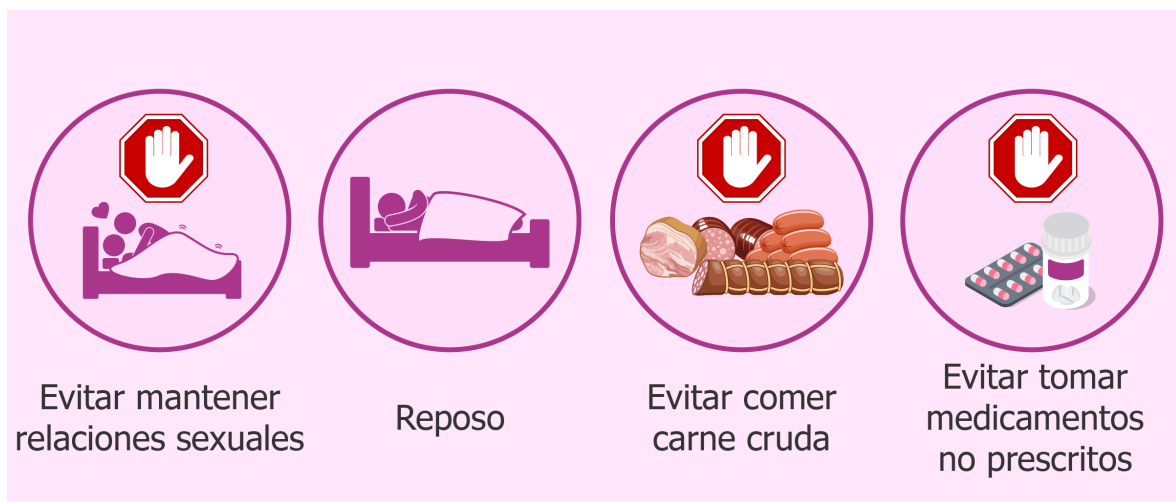 Evitar mantener
relaciones sexuales
Reposo
Evitar comer
carne cruda
Evitar tomar
medicamentos
no prescritos